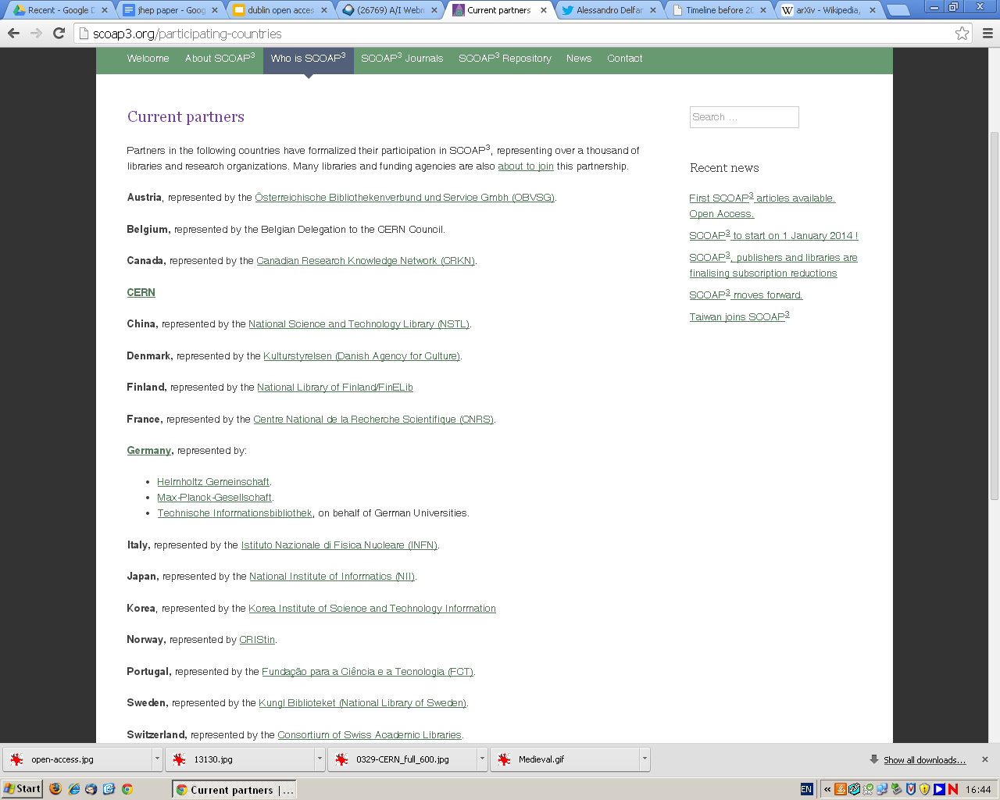 Recent - Google D
jhep paper - Goog
dublin open acces
(26769) A/I Webm
Current partners
Alessandro Delfan
Timeline before 20
arXiv - Wikipedia,
scoap3.org/participating-countries
Welcome About SCOAP3 Who is SCOAP3 SCOAP3 Journals SCOAP3 Repository News Contact
Current partners
Partners in the following countries have formalized their participation in SCOAP3, representing over a thousand of
libraries and research organizations. Many libraries and funding agencies are also about to join this partnership.
Austria, represented by the Österreichische Bibliothekenverbund und Service Gmbh (OBVSG).
Belgium, represented by the Belgian Delegation to the CERN Council.
Canada, represented by the Canadian Research Knowledge Network (CRKN).
CERN
China, represented by the National Science and Technology Library (NSTL).
Denmark, represented by the Kulturstyrelsen (Danish Agency for Culture).
Finland, represented by the National Library of Finland/FinELib
France, represented by the Centre National de la Recherche Scientifique (CNRS).
Germany, represented by:
• Helmholtz Gemeinschaft.
• Max-Planck-Gesellschaft.
• Technische Informationsbibliothek, on behalf of German Universities.
Italy, represented by the Istituto Nazionale di Fisica Nucleare (INFN).
Japan, represented by the National Institute of Informatics (NII).
Korea, represented by the Korea Institute of Science and Technology Information
Norway, represented by CRIStin.
Portugal, represented by the Fundação para a Ciência e a Tecnologia (FCT).
Sweden, represented by the Kungl Biblioteket (National Library of Sweden).
Switzerland, represented by the Consortium of Swiss Academic Libraries.
Search ...
Recent news
First SCOAP3 articles available.
Open Access.
SCOAP3 to start on 1 January 2014 !
SCOAP3, publishers and libraries are
finalising subscription reductions
SCOAP3 moves forward.
Taiwan joins SCOAP3
open-access.jpg
13130.jpg
0329-CERN_full_600.jpg
Medieval.gif
Show all downloads...
Start
Current partners |...
EN
16:44